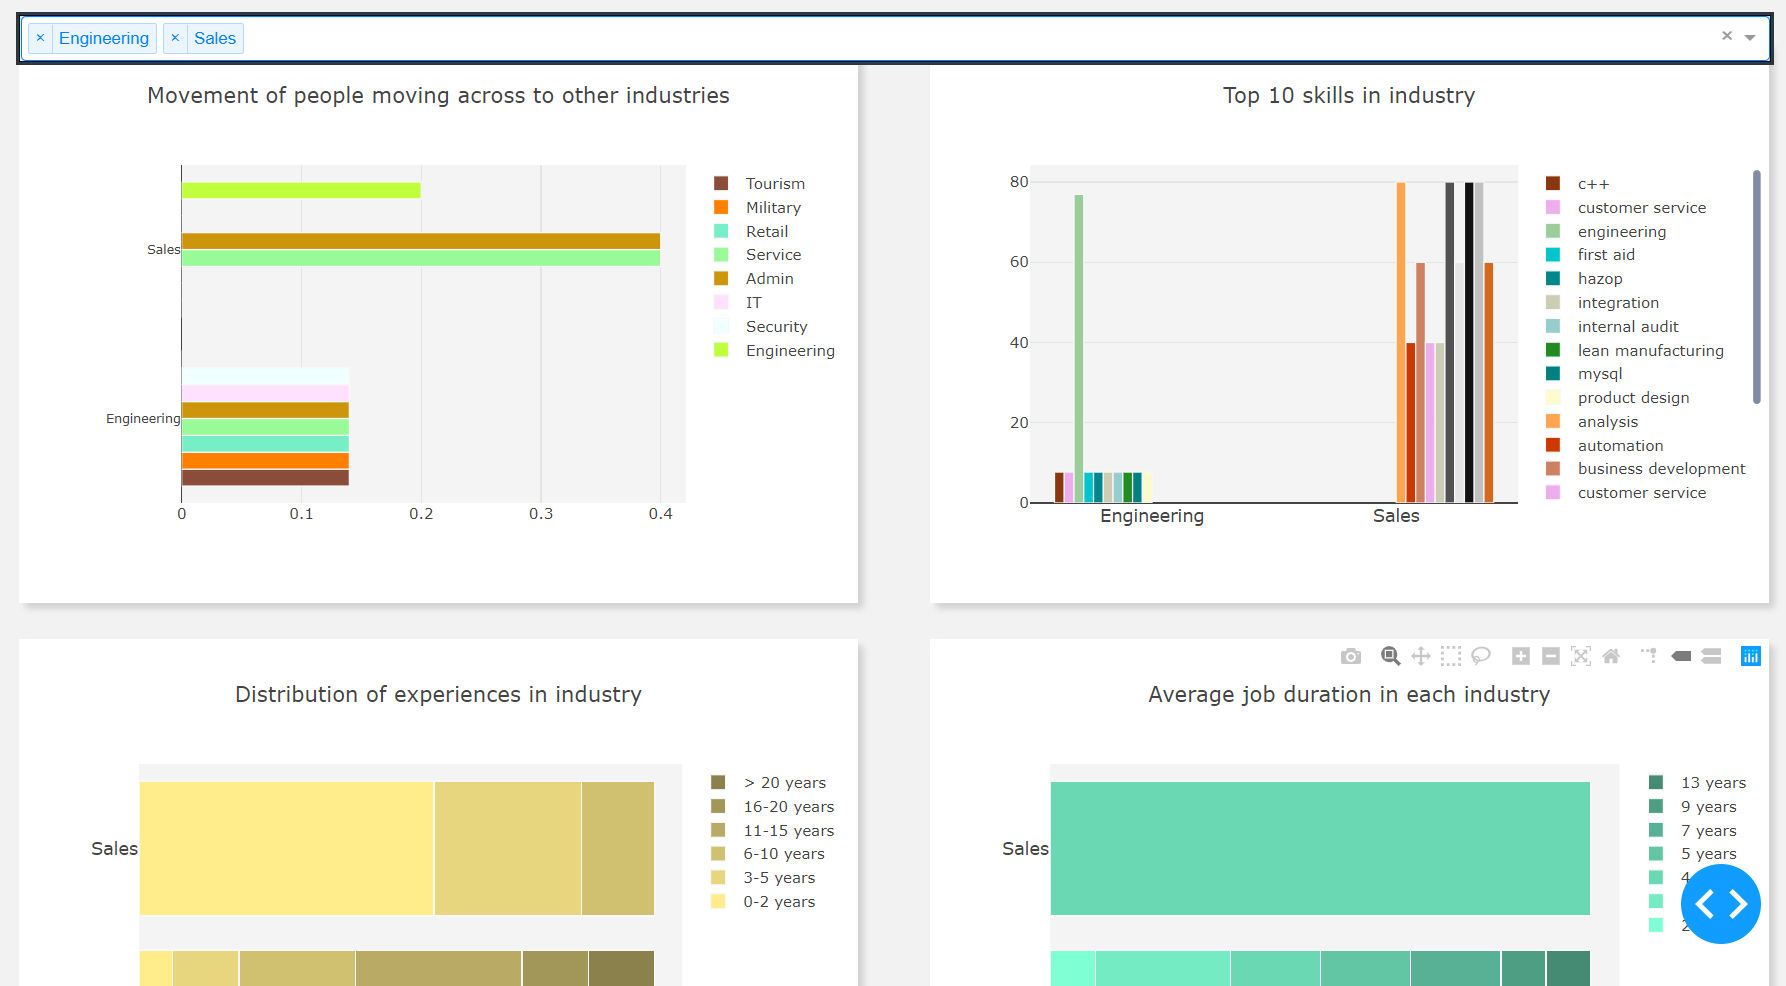 × Engineering × Sales × 
Movement of people moving across to other industries
Sales
Engineering
0 0.1 0.2 0.3 0.4
Tourism
Military
Retail
Service
Admin
IT
Security
Engineering
Top 10 skills in industry
80
60
40
20
0
Engineering Sales
c++
customer service
engineering
first aid
hazop
integration
internal audit
lean manufacturing
mysql
product design
analysis
automation
business development
customer service
Distribution of experiences in industry
Sales
> 20 years
16-20 years
11-15 years
6-10 years
3-5 years
0-2 years
Average job duration in each industry
Sales
13 years
9 years
7 years
5 years
4